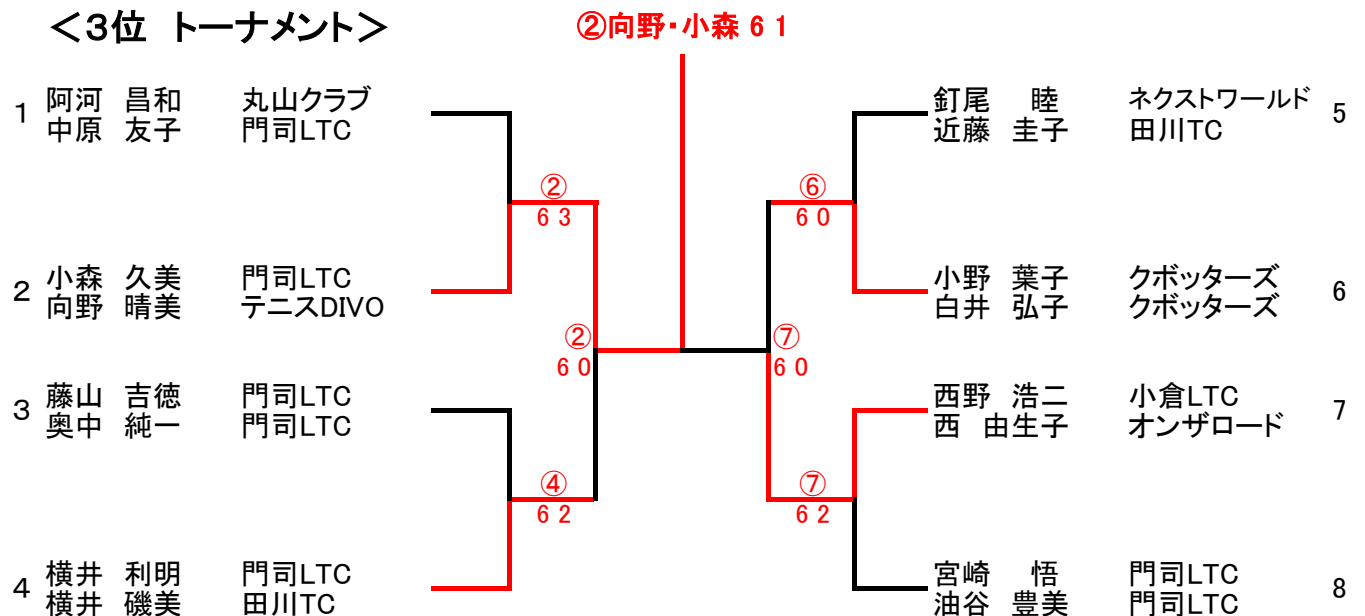 ＜３位 トーナメント＞
②向野・小森 6 1
1 阿河 昌和 丸山クラブ
中原 友子 門司LTC
釘尾 睦 ネクストワールド 5
近藤 圭子 田川TC
②
6 3
⑥
6 0
2 小森 久美 門司LTC
向野 晴美 テニスDIVO
小野 葉子 クボッターズ 6
白井 弘子 クボッターズ
②
6 0
⑦
6 0
3 藤山 吉徳 門司LTC
奥中 純一 門司LTC
西野 浩二 小倉LTC 7
西 由生子 オンザロード
④
6 2
⑦
6 2
4 横井 利明 門司LTC
横井 磯美 田川TC
宮崎 悟 門司LTC 8
油谷 豊美 門司LTC